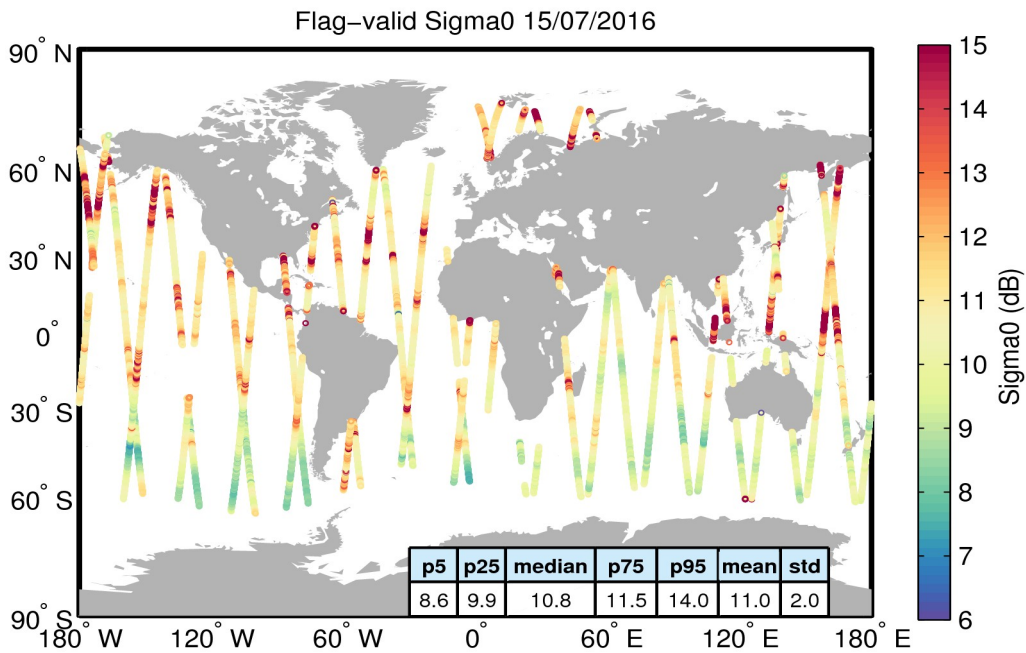 Flag−valid Sigma0 15/07/2016
90° N
60° N
30° N
0°
30° S
60° S
90° S
180° W
120° W
60° W
0°
60° E
120° E
180° E
p5 p25 median p75 p95 mean std
8.6 9.9 10.8 11.5 14.0 11.0 2.0
15
14
13
12
11
10
9
8
7
6
Sigma0 (dB)